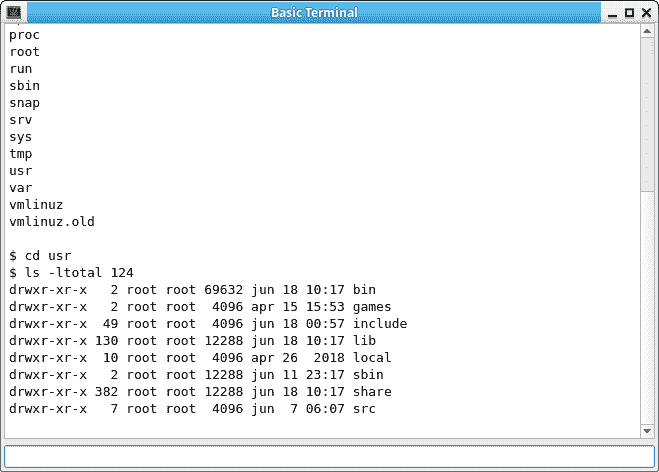 Basic Terminal
proc
root
run
sbin
snap
srv
sys
tmp
usr
var
vmlinuz
vmlinuz.old

$ cd usr
$ ls -ltotal 124
drwxr-xr-x   2 root root 69632 jun 18 10:17 bin
drwxr-xr-x   2 root root  4096 apr 15 15:53 games
drwxr-xr-x  49 root root  4096 jun 18 00:57 include
drwxr-xr-x 130 root root 12288 jun 18 10:17 lib
drwxr-xr-x  10 root root  4096 apr 26  2018 local
drwxr-xr-x   2 root root 12288 jun 11 23:17 sbin
drwxr-xr-x 382 root root 12288 jun 18 10:17 share
drwxr-xr-x   7 root root  4096 jun  7 06:07 src